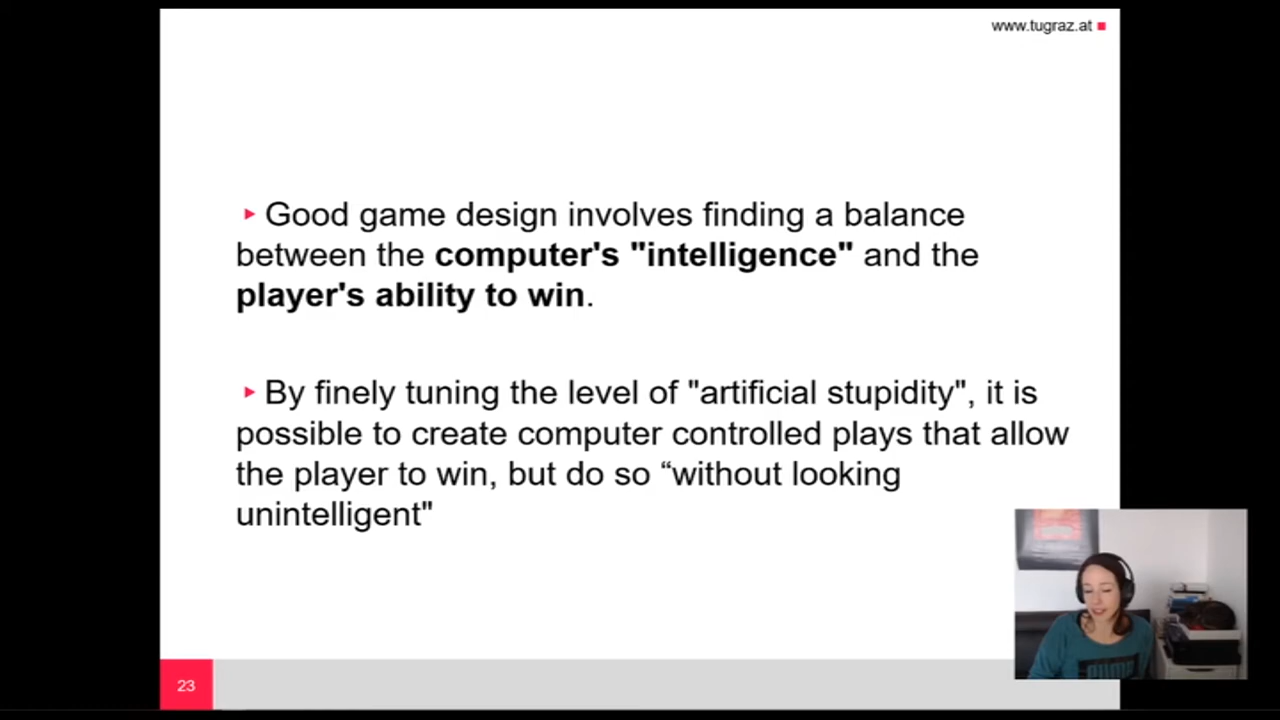 www.tugraz.at
▸ Good game design involves finding a balance
between the computer's "intelligence" and the
player's ability to win.
▸ By finely tuning the level of "artificial stupidity", it is
possible to create computer controlled plays that allow
the player to win, but do so “without looking
unintelligent"
23